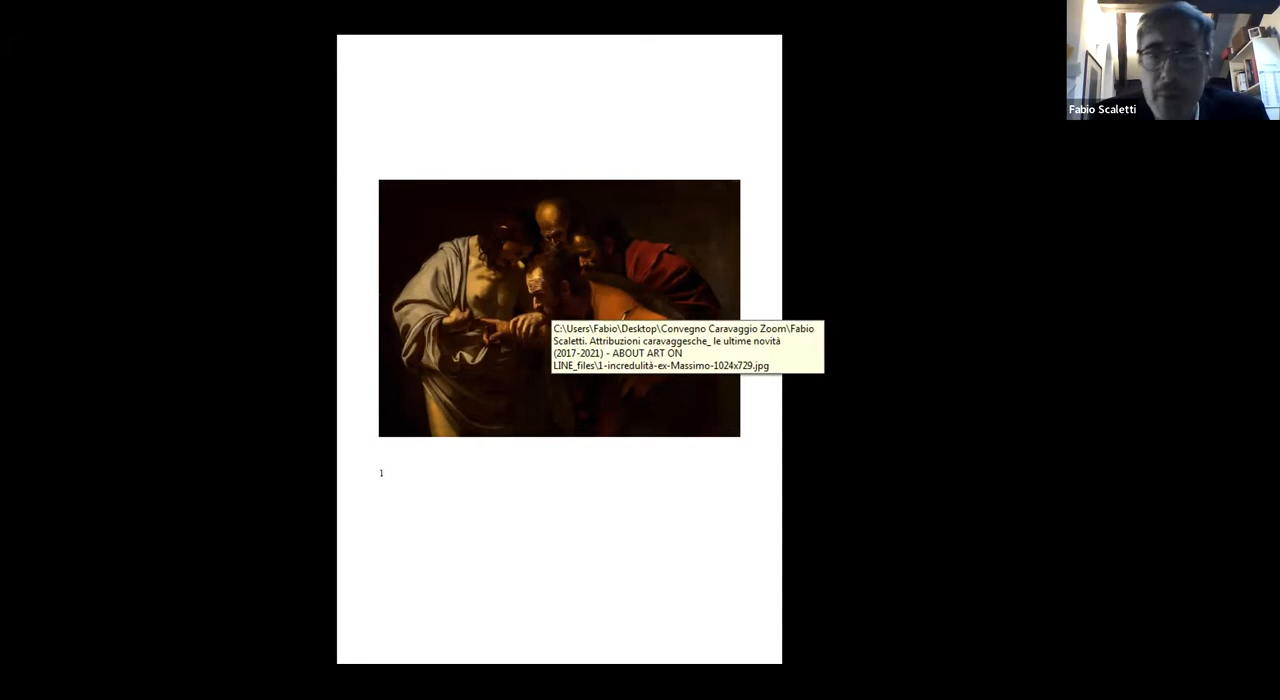 Fabio Scaletti
C:\Users\Fabio\Desktop\Convegno Caravaggio Zoom\Fabio
Scaletti. Attribuzioni caravaggesche_ le ultime novità
(2017-2021) - ABOUT ART ON
LINE_files\1-incredulità-ex-Massimo-1024x729.jpg
1